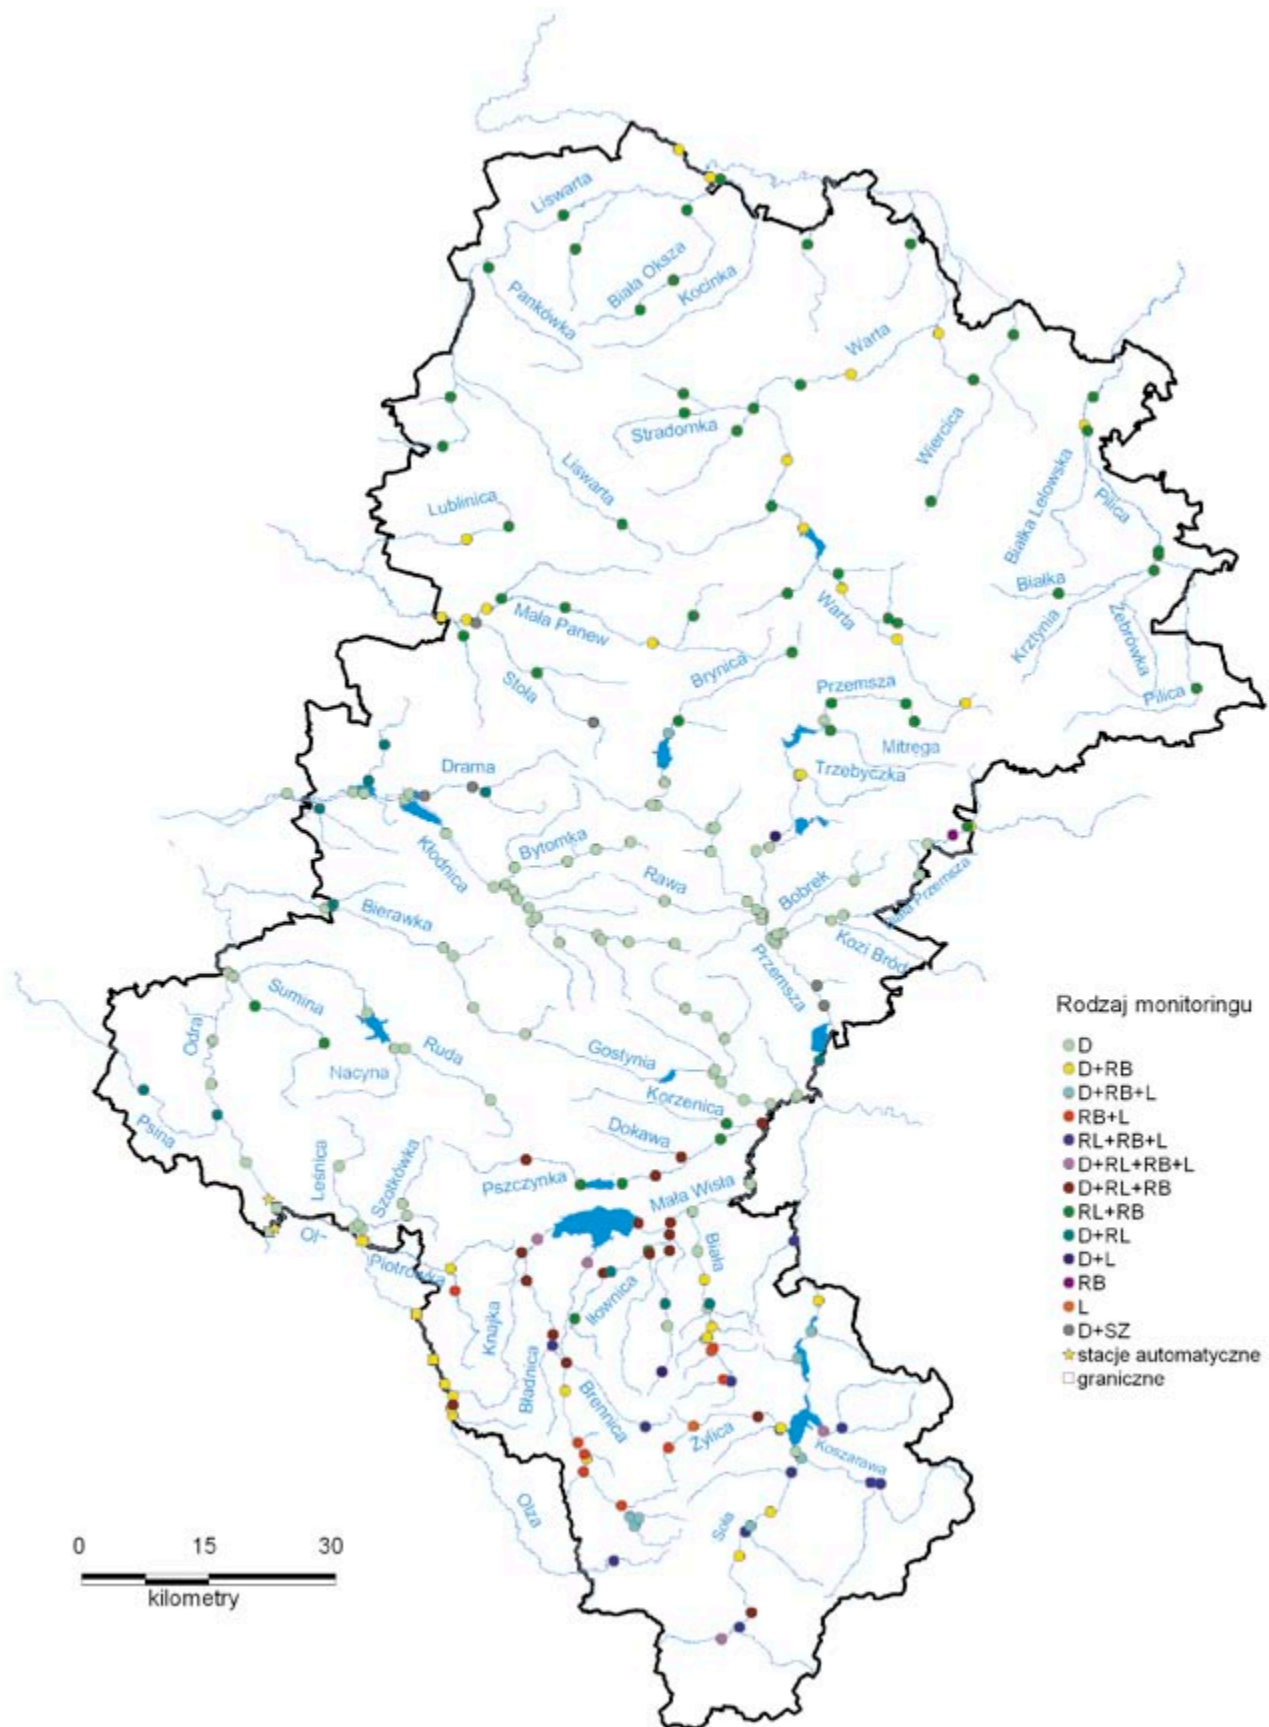 Liswarta
Biała Oksza
Kocinka
Pankówka
Warta
Stradomka
Wiercica
Liswarta
Lublinica
Białka Lelowska
Pilica
Białka
Mała Panew
Warta
Krztynia
Żebrówka
Brynica
Stoła
Przemsza
Pilica
Mitręga
Drama
Trzebyczka
Kłodnica
Bytomka
Rawa
Bobrek
Biała Przemsza
Bierawka
Kozi Bród
Przemsza
Sumina
Odra
Ruda
Gostynia
Nacyna
Korzenica
Psina
Dokawa
Leśnica
Szotkówka
Pszczynka
Mała Wisła
Piotrówka
Biała
Iłownica
Knajka
Bładnica
Brennica
Żylica
Koszarawa
Olza
Soła
Rodzaj monitoringu
D
D+RB
D+RB+L
RB+L
RL+RB+L
D+RL+RB+L
D+RL+RB
RL+RB
D+RL
D+L
RB
L
D+SZ
stacje automatyczne
graniczne
0 15 30
kilometry